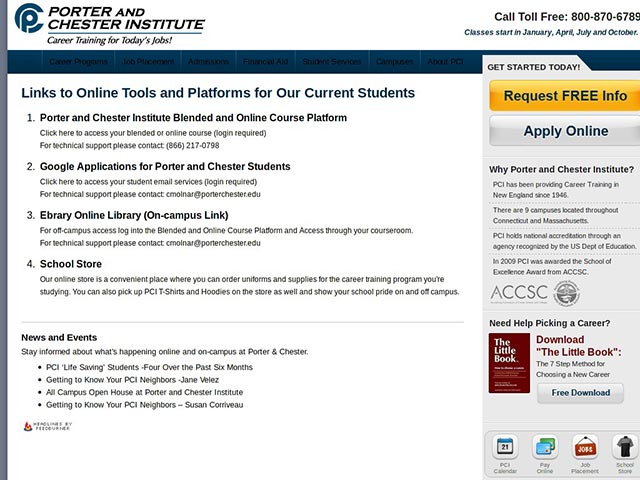 PORTER AND
CHESTER INSTITUTE
Career Training for Today's Jobs!
Call Toll Free: 800-870-6789
Classes start in January, April, July and October.
Career Programs Job Placement Admissions Financial Aid Student Services Campuses About PCI
Links to Online Tools and Platforms for Our Current Students
1. Porter and Chester Institute Blended and Online Course Platform
Click here to access your blended or online course (login required)
For technical support please contact: (866) 217-0798
2. Google Applications for Porter and Chester Students
Click here to access your student email services (login required)
For technical support please contact: cmolnar@porterchester.edu
3. Ebrary Online Library (On-campus Link)
For off-campus access log into the Blended and Online Course Platform and Access through your courseroom.
For technical support please contact: cmolnar@porterchester.edu
4. School Store
Our online store is a convenient place where you can order uniforms and supplies for the career training program you're
studying. You can also pick up PCI T-Shirts and Hoodies on the store as well and show your school pride on and off campus.
News and Events
Stay informed about what's happening online and on-campus at Porter & Chester.
PCI 'Life Saving' Students -Four Over the Past Six Months
Getting to Know Your PCI Neighbors -Jane Velez
All Campus Open House at Porter and Chester Institute
Getting to Know Your PCI Neighbors – Susan Corriveau
HEADLINES BY
FEEDBURNER
GET STARTED TODAY!
Request FREE Info
Apply Online
Why Porter and Chester Institute?
PCI has been providing Career Training in
New England since 1946.
There are 9 campuses located throughout
Connecticut and Massachusetts.
PCI holds national accreditation through an
agency recognized by the US Dept of Education.
In 2009 PCI was awarded the School of
Excellence Award from ACCSC.
ACCSC
Need Help Picking a Career?
The
Little
Book
Download
"The Little Book":
The 7 Step Method for
Choosing a New Career
Free Download
21
JOBS
PCI
Calendar
Pay
Online
Job
Placement
School
Store